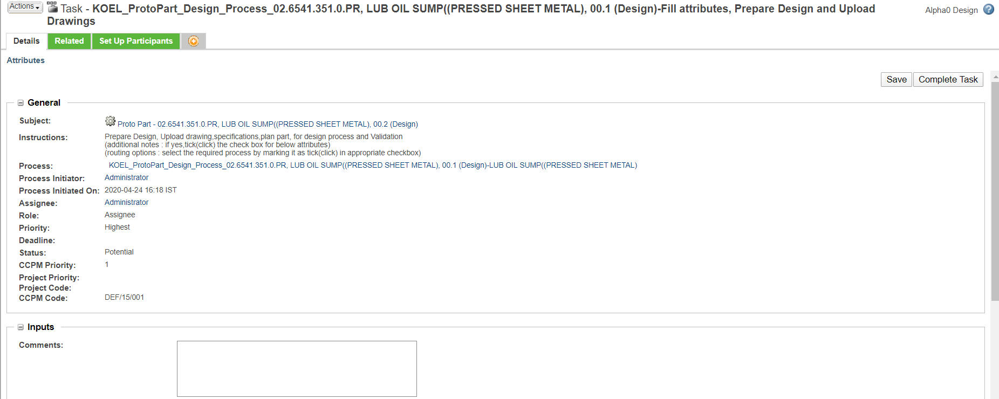 Actions
Task - KOEL_ProtoPart_Design_Process_02.6541.351.0.PR, LUB OIL SUMP((PRESSED SHEET METAL), 00.1 (Design)-Fill attributes, Prepare Design and Upload
Drawings
Alpha0 Design ?
Details Related Set Up Participants
Attributes
Save Complete Task
General
Subject: Proto Part - 02.6541.351.0.PR, LUB OIL SUMP((PRESSED SHEET METAL), 00.2 (Design)
Instructions: Prepare Design, Upload drawing,specifications,plan part, for design process and Validation
(additional notes : if yes,tick(click) the check box for below attributes)
(routing options : select the required process by marking it as tick(click) in appropriate checkbox)
Process: KOEL_ProtoPart_Design_Process_02.6541.351.0.PR, LUB OIL SUMP((PRESSED SHEET METAL), 00.1 (Design)-LUB OIL SUMP((PRESSED SHEET METAL)
Process Initiator: Administrator
Process Initiated On: 2020-04-24 16:18 IST
Assignee: Administrator
Role: Assignee
Priority: Highest
Deadline:
Status: Potential
CCPM Priority: 1
Project Priority:
Project Code:
CCPM Code: DEF/15/001
Inputs
Comments: